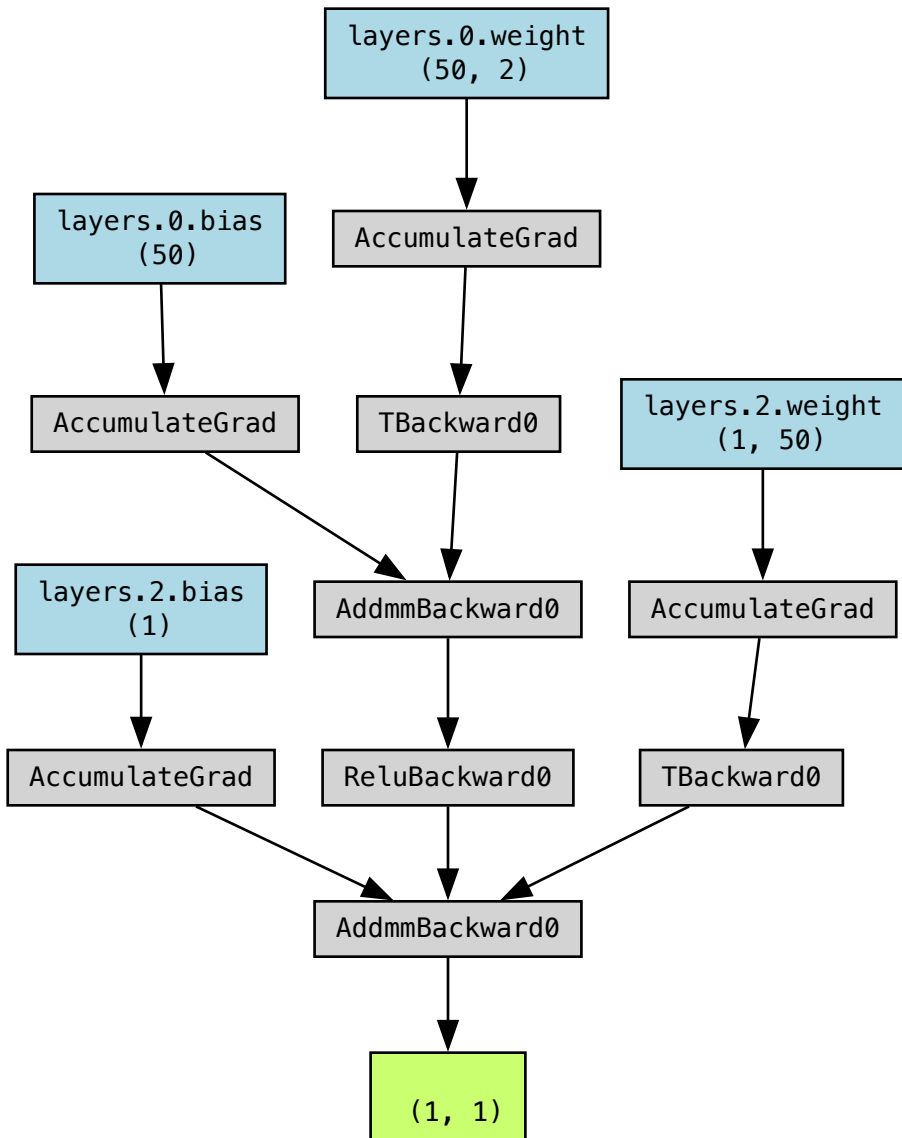 layers.0.weight
(50, 2)
layers.0.bias
(50)
AccumulateGrad
AccumulateGrad
TBackward0
layers.2.weight
(1, 50)
layers.2.bias
(1)
AddmmBackward0
AccumulateGrad
AccumulateGrad
ReluBackward0
TBackward0
AddmmBackward0
(1, 1)